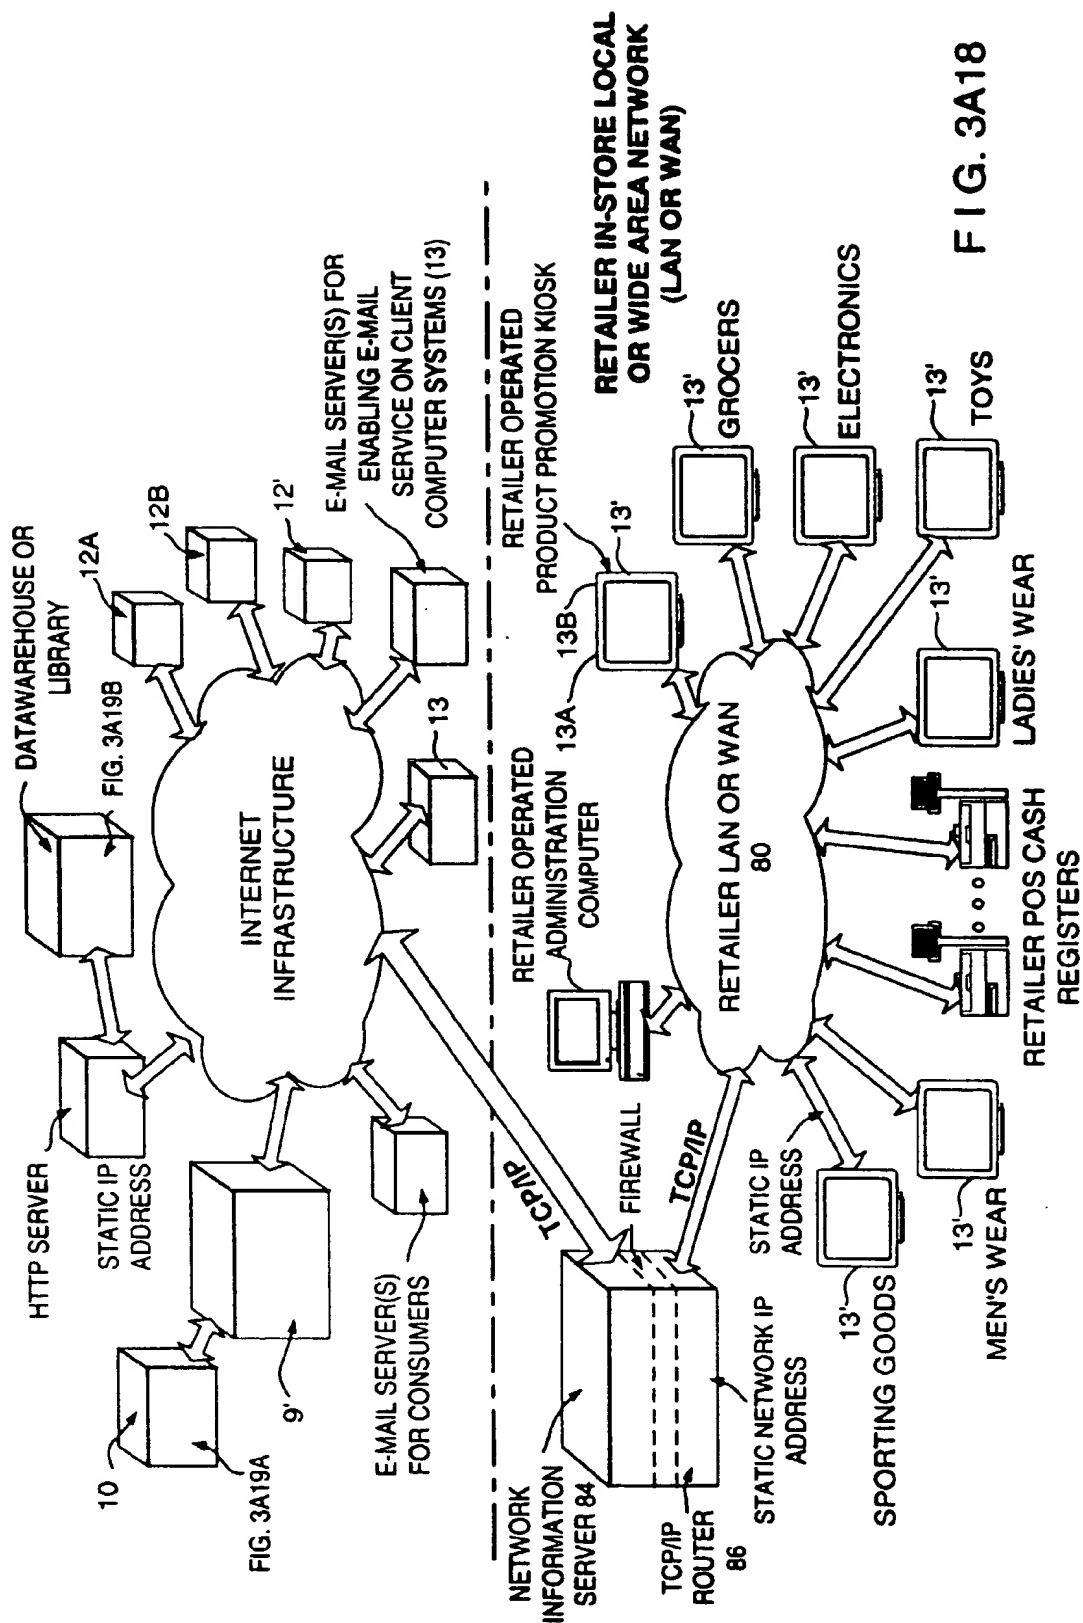 10
FIG. 3A19A
9'
HTTP SERVER
STATIC IP
ADDRESS
DATAWAREHOUSE OR
LIBRARY
FIG. 3A19B
12A
12B
12'
E-MAIL SERVER(S) FOR
ENABLING E-MAIL
SERVICE ON CLIENT
COMPUTER SYSTEMS (13)
INTERNET
INFRASTRUCTURE
13
E-MAIL SERVER(S)
FOR CONSUMERS
TCP/IP
NETWORK
INFORMATION
SERVER 84
TCP/IP
ROUTER
86
FIREWALL
TCP/IP
STATIC NETWORK IP
ADDRESS
RETAILER OPERATED
ADMINISTRATION
COMPUTER
RETAILER OPERATED
PRODUCT PROMOTION KIOSK
13A
13B
13'
RETAILER IN-STORE LOCAL
OR WIDE AREA NETWORK
(LAN OR WAN)
RETAILER LAN OR WAN
80
STATIC IP
ADDRESS
13'
SPORTING GOODS
13'
MEN'S WEAR
RETAILER POS CASH
REGISTERS
13'
LADIES' WEAR
13'
TOYS
13'
ELECTRONICS
13'
GROCERS
FIG. 3A18